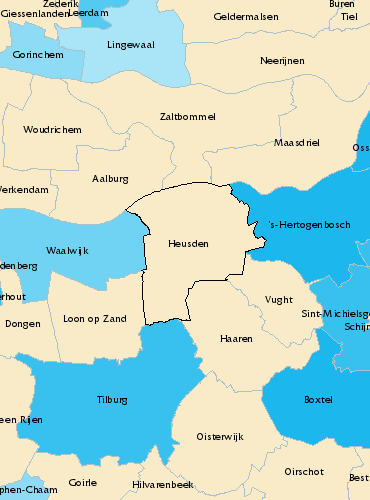 Zederik
Buren
Giessenlanden
Leerdam
Geldermalsen
Tiel
Lingewaal
Gorinchem
Neerijnen
Zaltbommel
Woudrichem
Maasdriel
Oss
Aalburg
Werkendam
's-Hertogenbosch
Heusden
Waalwijk
denberg
rhout
Vught
Sint-Michielsg
Loon op Zand
Dongen
Schijn
Haaren
Tilburg
Boxtel
een Rijen
Oisterwijk
Oirschot
Best
Goirle
Hilvarenbeek
phen-Chaam